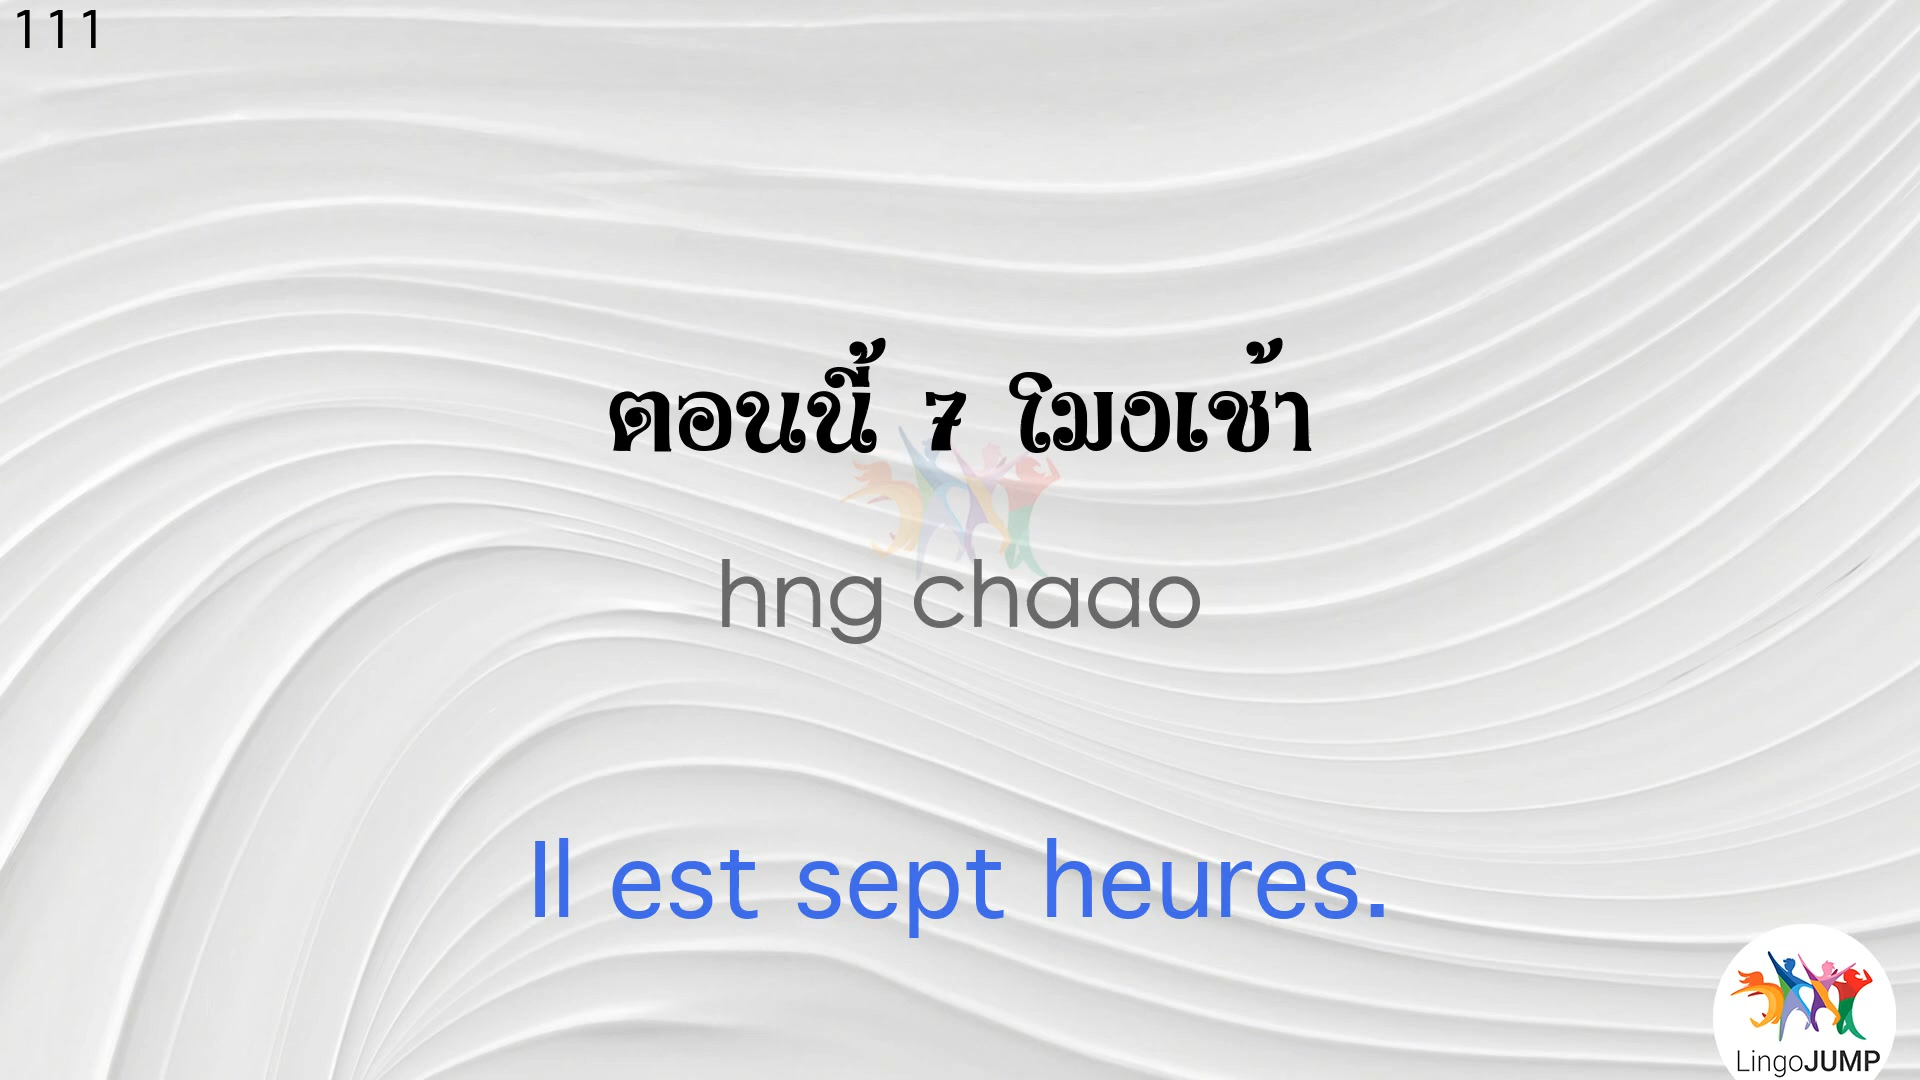 111
ตอนนี้ 7 โมงเช้า
hng chaao
Il est sept heures.
LingoJUMP